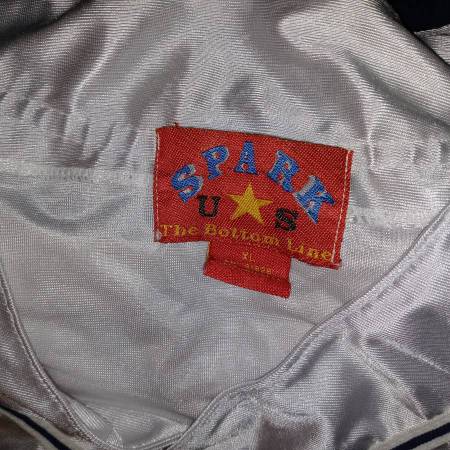 SPARK
U S
The Bottom Line
XL